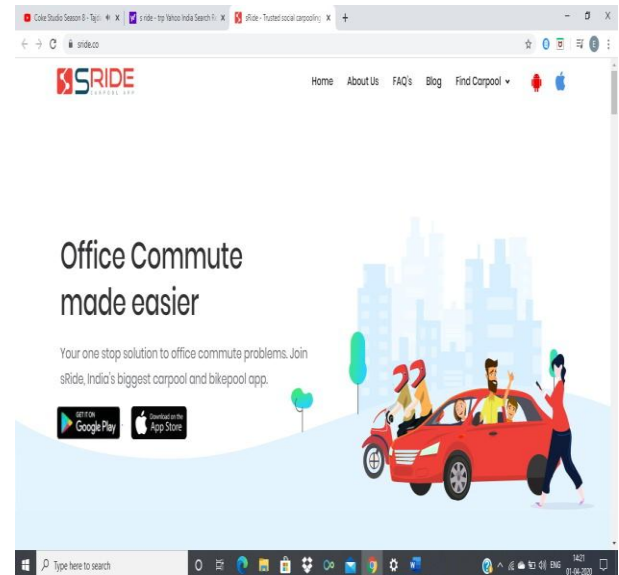 Coke Studio Season 8 - Tajd
s ride - trp Yahoo India Search R
sRide - Trusted social carpooling
sride.co
SRIDE
CARPOOL APP
Home About Us FAQ's Blog Find Carpool
Office Commute
made easier
Your one stop solution to office commute problems. Join
sRide, India's biggest carpool and bikepool app.
GET IT ON
Google Play
Download on the
App Store
Type here to search
ENG
14:21
01-04-2020